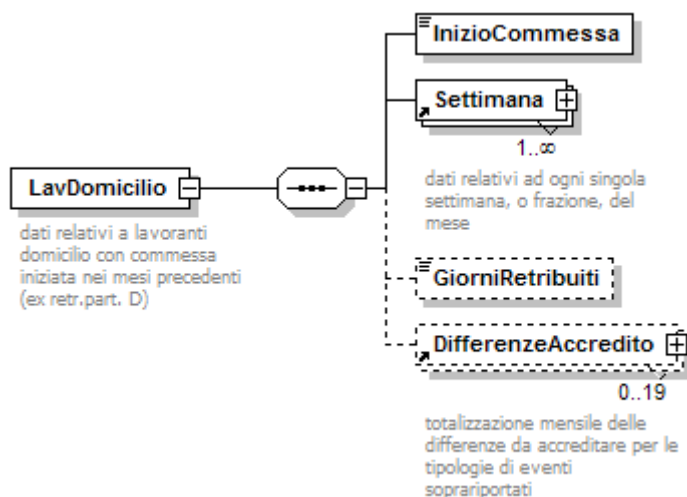 InizioCommessa
Settimana
1..∞
dati relativi ad ogni singola
settimana, o frazione, del
mese
LavDomicilio
dati relativi a lavoranti
domicilio con commessa
iniziata nei mesi precedenti
(ex retr.part. D)
GiorniRetribuiti
DifferenzeAccredito
0..19
totalizzazione mensile delle
differenze da accreditare per le
tipologie di eventi
soprariportati